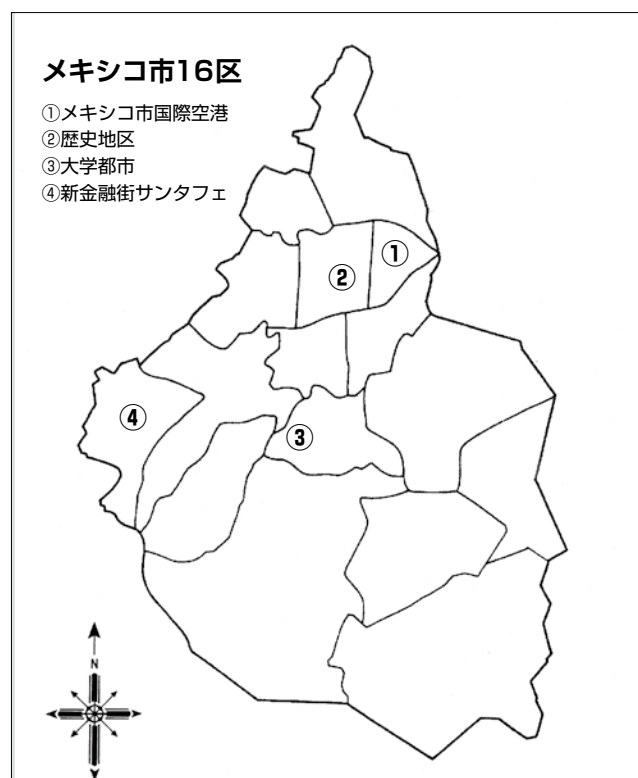 メキシコ市16区
①メキシコ市国際空港
②歴史地区
③大学都市
④新金融街サンタフェ
①
②
④
③
N